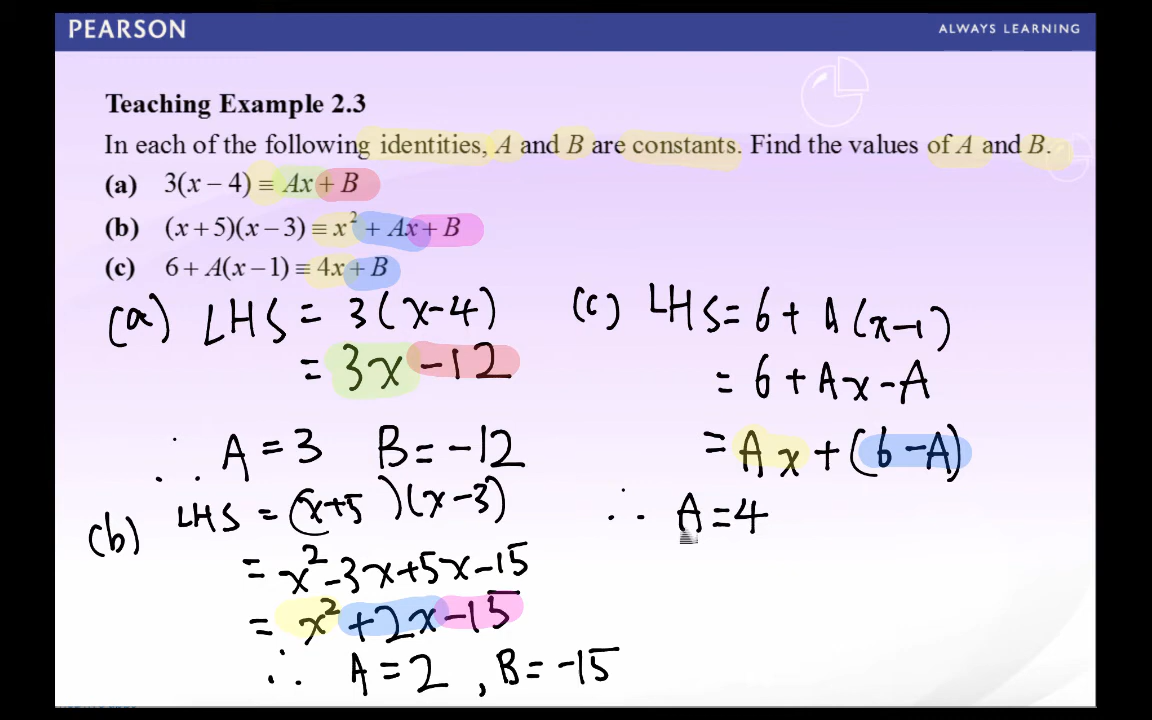 PEARSON
ALWAYS LEARNING
Teaching Example 2.3
In each of the following identities, A and B are constants. Find the values of A and B.
(a) 3(x − 4) ≡ Ax + B
(b) (x + 5)(x − 3) ≡ x² + Ax + B
(c) 6 + A(x − 1) ≡ 4x + B
(a) LHS = 3(x−4)
= 3x −12
∴ A = 3 B = −12
(b) LHS = (x+5)(x−3)
= x² −3x+5x−15
= x² +2x −15
∴ A = 2 , B = −15
(c) LHS = 6 + A(x−1)
= 6 + Ax − A
= Ax + (6 −A)
∴ A = 4